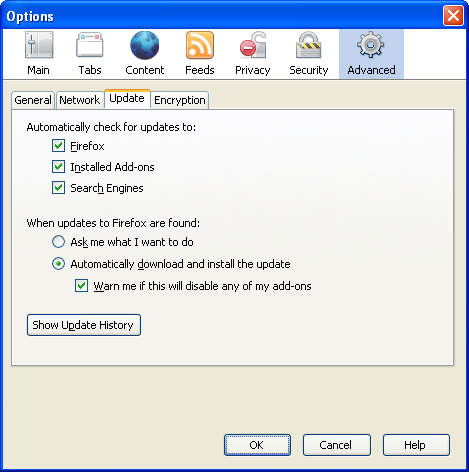 Options
Main Tabs Content Feeds Privacy Security Advanced
General Network Update Encryption
Automatically check for updates to:
Firefox
Installed Add-ons
Search Engines
When updates to Firefox are found:
Ask me what I want to do
Automatically download and install the update
Warn me if this will disable any of my add-ons
Show Update History
OK Cancel Help